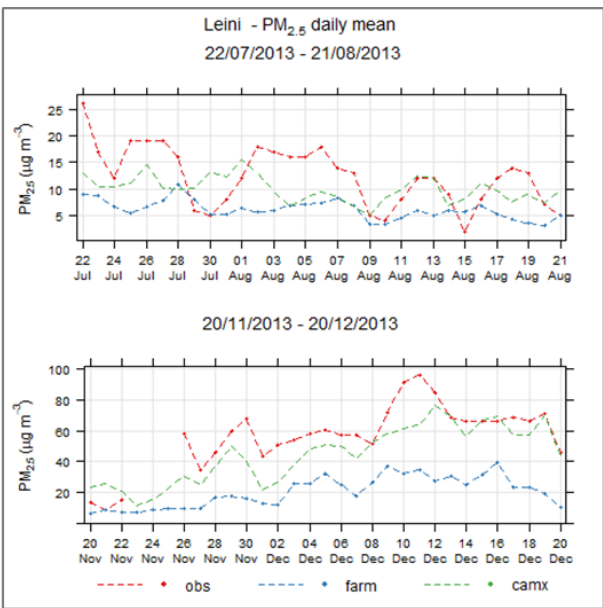 Leini - PM2.5 daily mean
22/07/2013 - 21/08/2013
PM2.5 (µg m−3)
25
20
15
10
5
22 24 26 28 30 01 03 05 07 09 11 13 15 17 19 21
Jul Jul Jul Jul Jul Aug Aug Aug Aug Aug Aug Aug Aug Aug Aug Aug
20/11/2013 - 20/12/2013
PM2.5 (µg m−3)
100
80
60
40
20
20 22 24 26 28 30 02 04 06 08 10 12 14 16 18 20
Nov Nov Nov Nov Nov Nov Dec Dec Dec Dec Dec Dec Dec Dec Dec Dec
obs farm camx